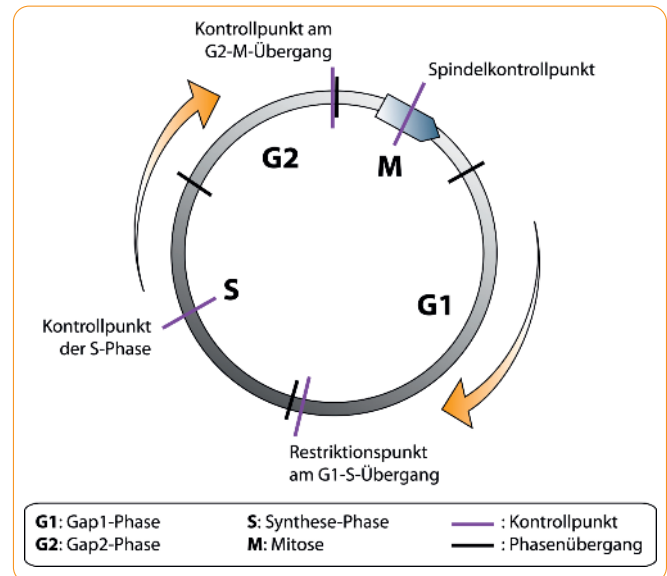 Kontrollpunkt am
G2-M-Übergang
Spindelkontrollpunkt
G2
M
S
G1
Kontrollpunkt
der S-Phase
Restriktionspunkt
am G1-S-Übergang
G1: Gap1-Phase
S: Synthese-Phase
: Kontrollpunkt
G2: Gap2-Phase
M: Mitose
: Phasenübergang